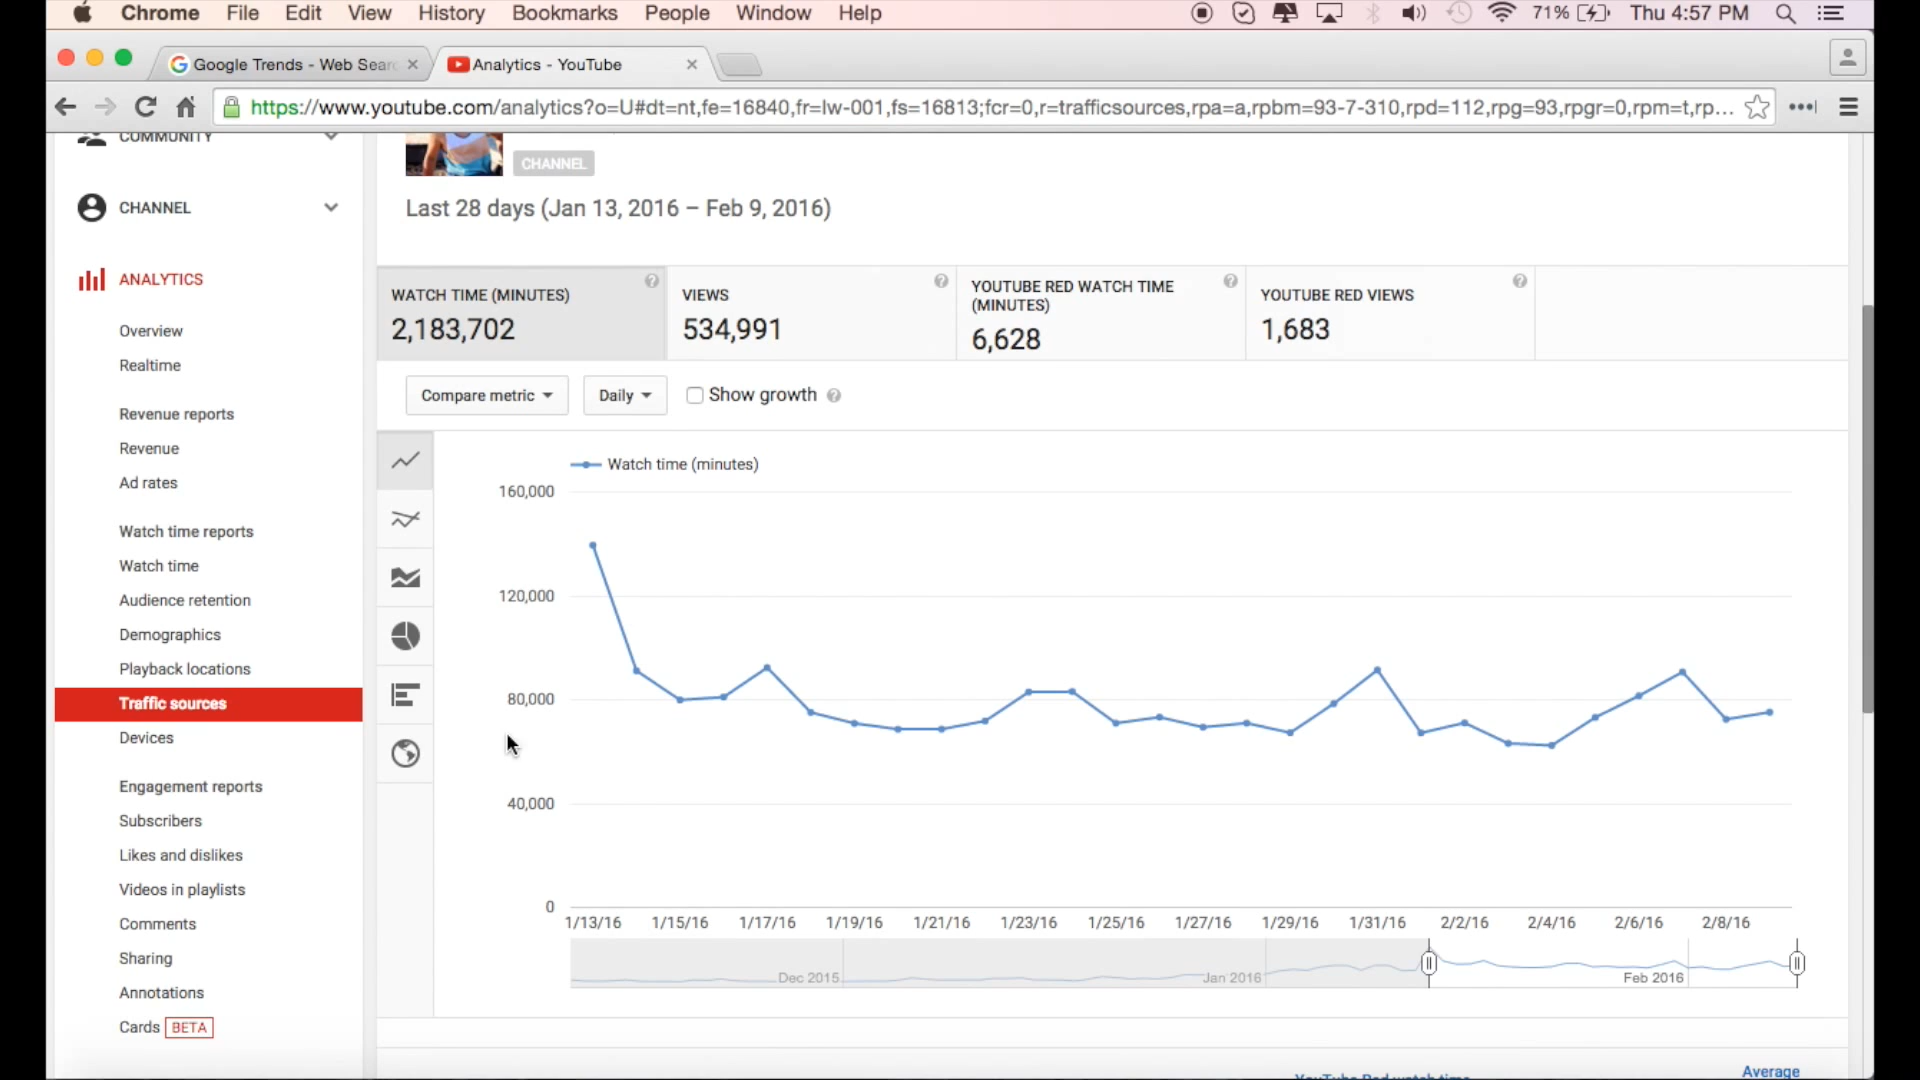 Chrome File Edit View History Bookmarks People Window Help 71% Thu 4:57 PM
Google Trends - Web Sear Analytics - YouTube
https://www.youtube.com/analytics?o=U#dt=nt,fe=16840,fr=lw-001,fs=16813;fcr=0,r=trafficsources,rpa=a,rpbm=93-7-310,rpd=112,rpg=93,rpgr=0,rpm=t,rp...
COMMUNITY
CHANNEL
ANALYTICS
Overview
Realtime
Revenue reports
Revenue
Ad rates
Watch time reports
Watch time
Audience retention
Demographics
Playback locations
Traffic sources
Devices
Engagement reports
Subscribers
Likes and dislikes
Videos in playlists
Comments
Sharing
Annotations
Cards BETA
CHANNEL
Last 28 days (Jan 13, 2016 – Feb 9, 2016)
WATCH TIME (MINUTES)
2,183,702
VIEWS
534,991
YOUTUBE RED WATCH TIME
(MINUTES)
6,628
YOUTUBE RED VIEWS
1,683
Compare metric Daily Show growth
Watch time (minutes)
160,000
120,000
80,000
40,000
0
1/13/16 1/15/16 1/17/16 1/19/16 1/21/16 1/23/16 1/25/16 1/27/16 1/29/16 1/31/16 2/2/16 2/4/16 2/6/16 2/8/16
Dec 2015 Jan 2016 Feb 2016
YouTube Red watch time Average